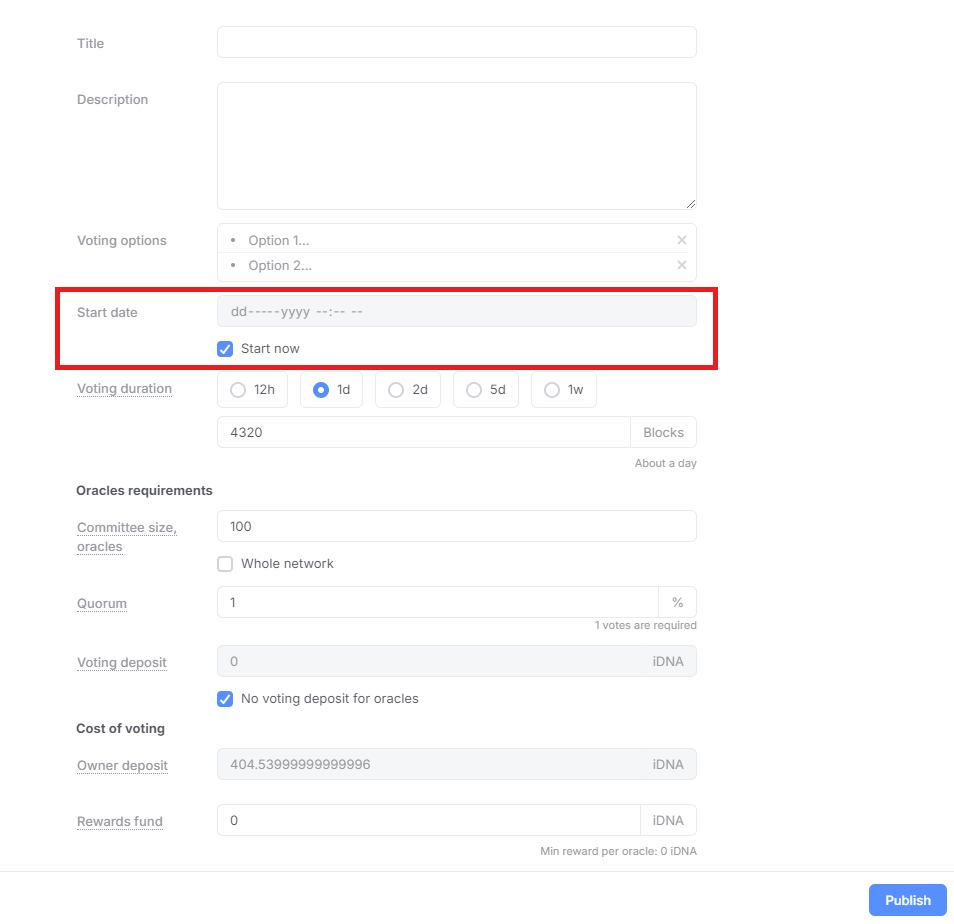 Title
Description
Voting options
• Option 1...
• Option 2...
Start date
dd-----yyyy --:-- --
Start now
Voting duration
12h 1d 2d 5d 1w
4320 Blocks
About a day
Oracles requirements
Committee size,
oracles
100
Whole network
Quorum
1 %
1 votes are required
Voting deposit
0 iDNA
No voting deposit for oracles
Cost of voting
Owner deposit
404.53999999999996 iDNA
Rewards fund
0 iDNA
Min reward per oracle: 0 iDNA
Publish